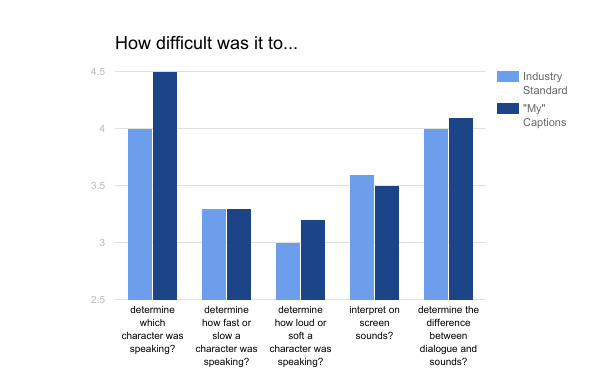 How difficult was it to...
4.5
4
3.5
3
2.5
Industry
Standard
"My"
Captions
determine
which
character was
speaking?
determine
how fast or
slow a
character was
speaking?
determine
how loud or
soft a
character was
speaking?
interpret on
screen
sounds?
determine the
difference
between
dialogue and
sounds?